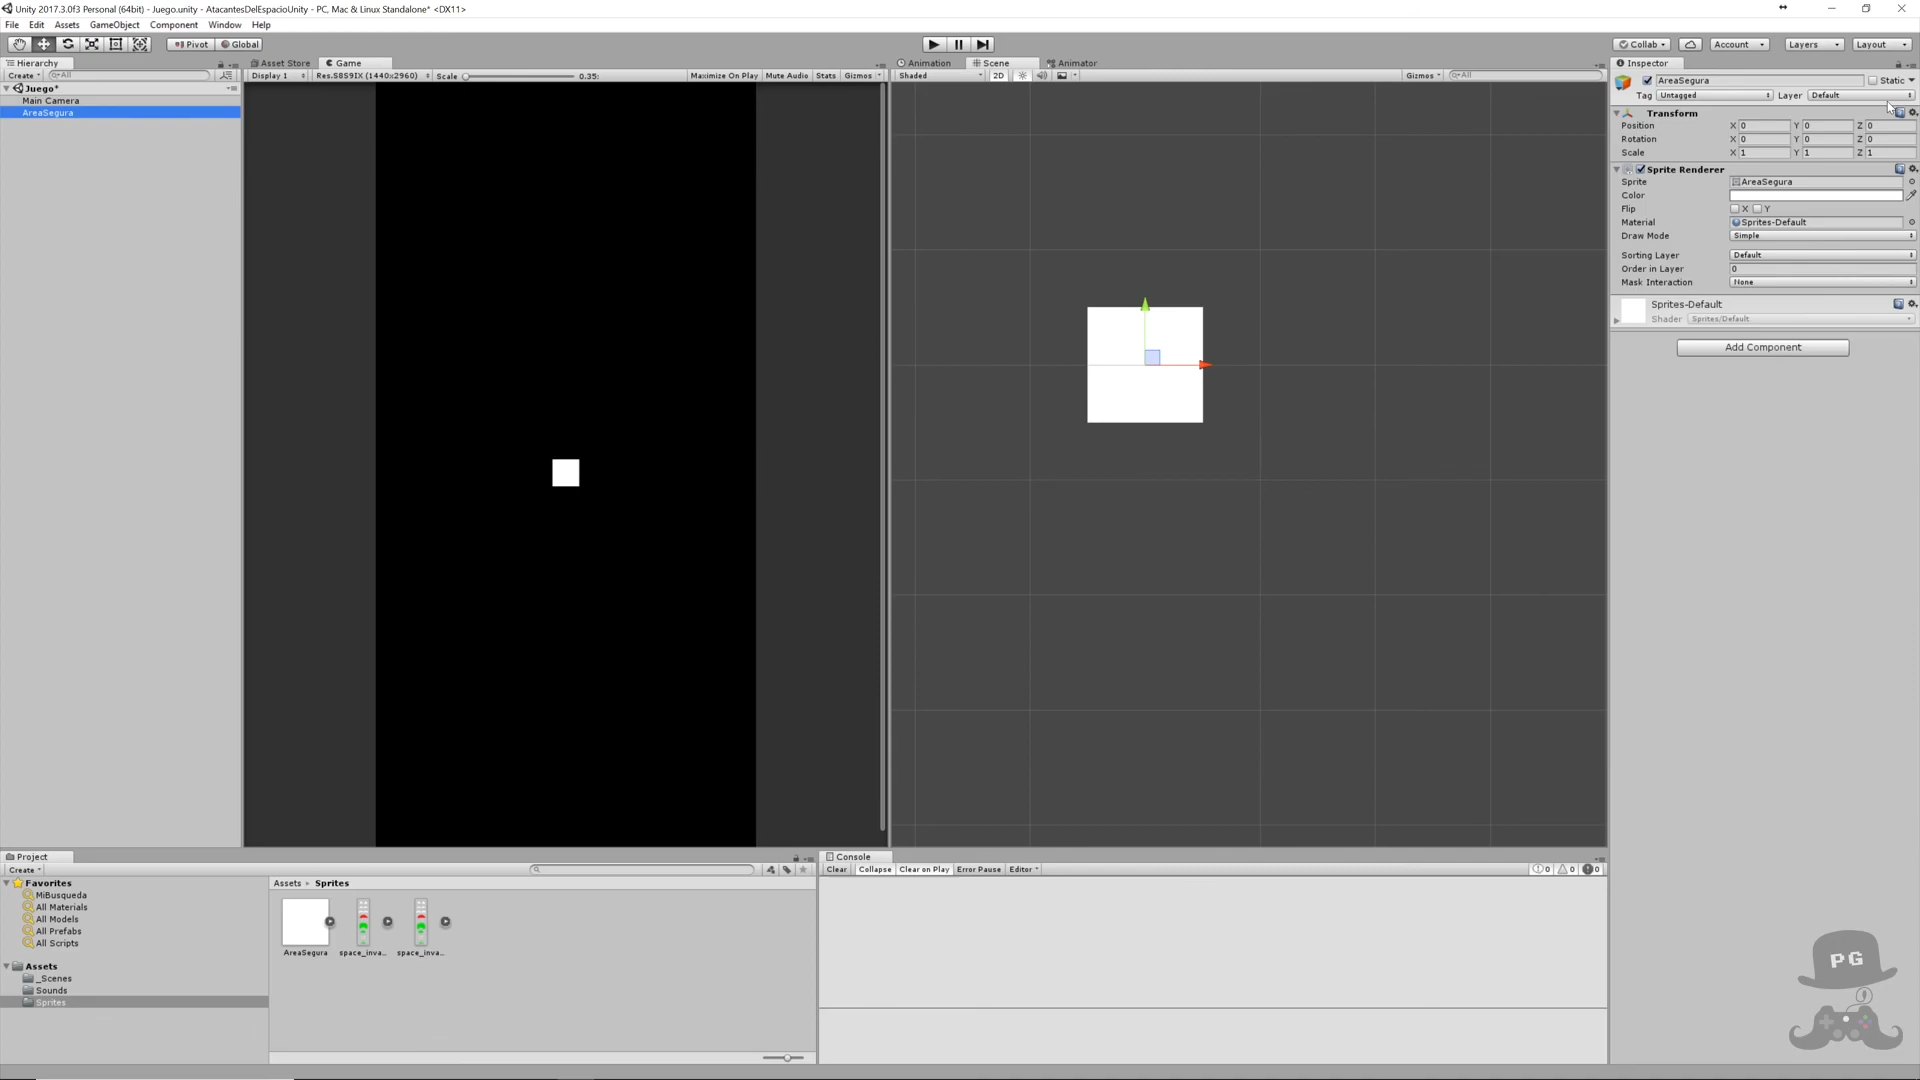 Unity 2017.3.0f3 Personal (64bit) - Juego.unity - AtacantesDelEspacioUnity - PC, Mac & Linux Standalone* <DX11>
File Edit Assets GameObject Component Window Help
Pivot Global Collab Account Layers Layout
Hierarchy
Create All
Juego*
Main Camera
AreaSegura
Asset Store Game
Display 1 Res.S8S9IX (1440x2960) Scale 0.35: Maximize On Play Mute Audio Stats Gizmos
Animation Scene Animator
Shaded 2D Gizmos All
Inspector
AreaSegura Static
Tag Untagged Layer Default
Transform
Position X 0 Y 0 Z 0
Rotation X 0 Y 0 Z 0
Scale X 1 Y 1 Z 1
Sprite Renderer
Sprite AreaSegura
Color
Flip X Y
Material Sprites-Default
Draw Mode Simple
Sorting Layer Default
Order in Layer 0
Mask Interaction None
Sprites-Default
Shader Sprites/Default
Add Component
Project
Create
Favorites
MiBusqueda
All Materials
All Models
All Prefabs
All Scripts
Assets
_Scenes
Sounds
Sprites
Assets Sprites
AreaSegura space_inva... space_inva...
Console
Clear Collapse Clear on Play Error Pause Editor 0 0 0
PG